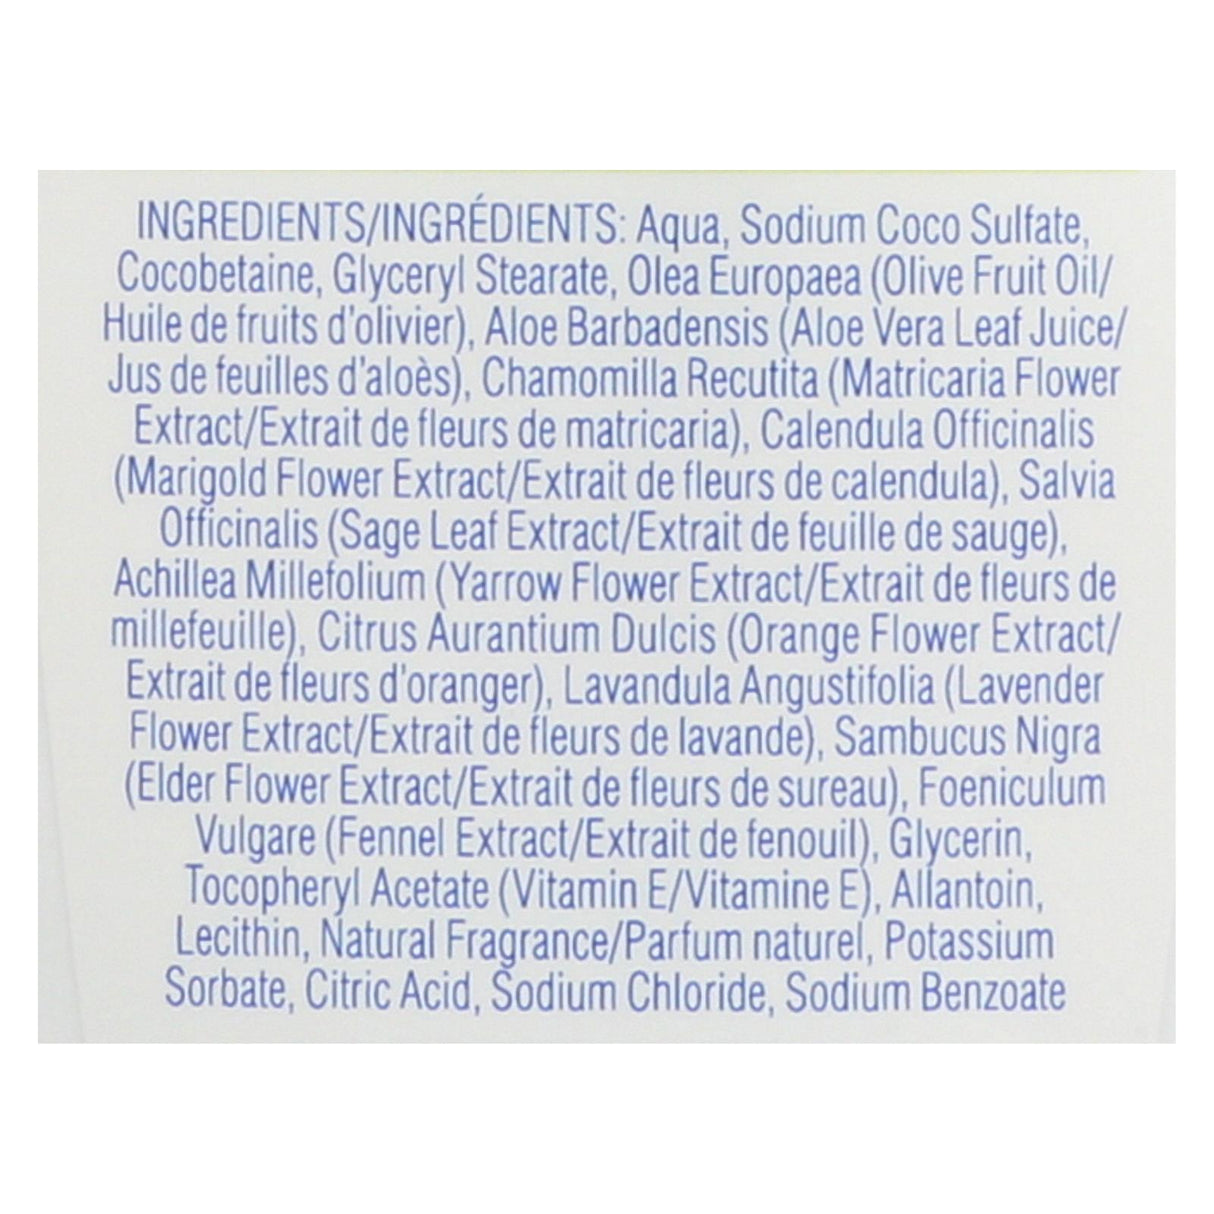 INGREDIENTS/INGRÉDIENTS: Aqua, Sodium Coco Sulfate,
Cocobetaine, Glyceryl Stearate, Olea Europaea (Olive Fruit Oil/
Huile de fruits d'olivier), Aloe Barbadensis (Aloe Vera Leaf Juice/
Jus de feuilles d'aloès), Chamomilla Recutita (Matricaria Flower
Extract/Extrait de fleurs de matricaria), Calendula Officinalis
(Marigold Flower Extract/Extrait de fleurs de calendula), Salvia
Officinalis (Sage Leaf Extract/Extrait de feuille de sauge),
Achillea Millefolium (Yarrow Flower Extract/Extrait de fleurs de
millefeuille), Citrus Aurantium Dulcis (Orange Flower Extract/
Extrait de fleurs d'oranger), Lavandula Angustifolia (Lavender
Flower Extract/Extrait de fleurs de lavande), Sambucus Nigra
(Elder Flower Extract/Extrait de fleurs de sureau), Foeniculum
Vulgare (Fennel Extract/Extrait de fenouil), Glycerin,
Tocopheryl Acetate (Vitamin E/Vitamine E), Allantoin,
Lecithin, Natural Fragrance/Parfum naturel, Potassium
Sorbate, Citric Acid, Sodium Chloride, Sodium Benzoate